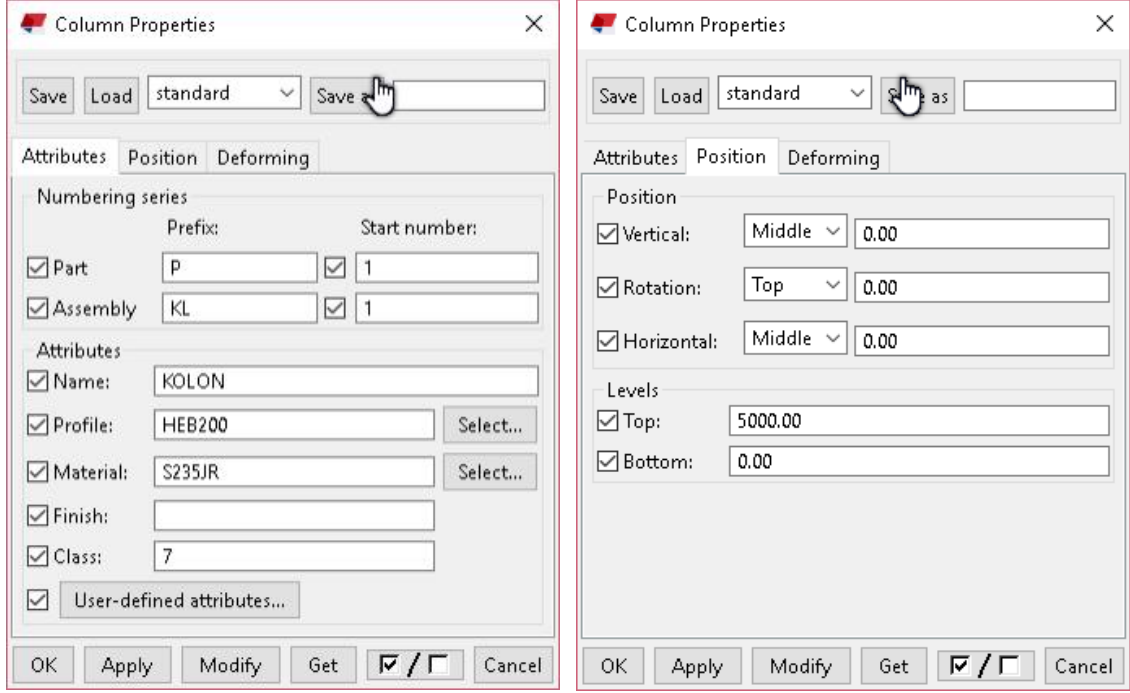 Column Properties
Save Load standard Save
Attributes Position Deforming
Numbering series
Prefix: Start number:
Part P 1
Assembly KL 1
Attributes
Name: KOLON
Profile: HEB200 Select...
Material: S235JR Select...
Finish:
Class: 7
User-defined attributes...
OK Apply Modify Get / Cancel
Column Properties
Save Load standard as
Attributes Position Deforming
Position
Vertical: Middle 0.00
Rotation: Top 0.00
Horizontal: Middle 0.00
Levels
Top: 5000.00
Bottom: 0.00
OK Apply Modify Get / Cancel